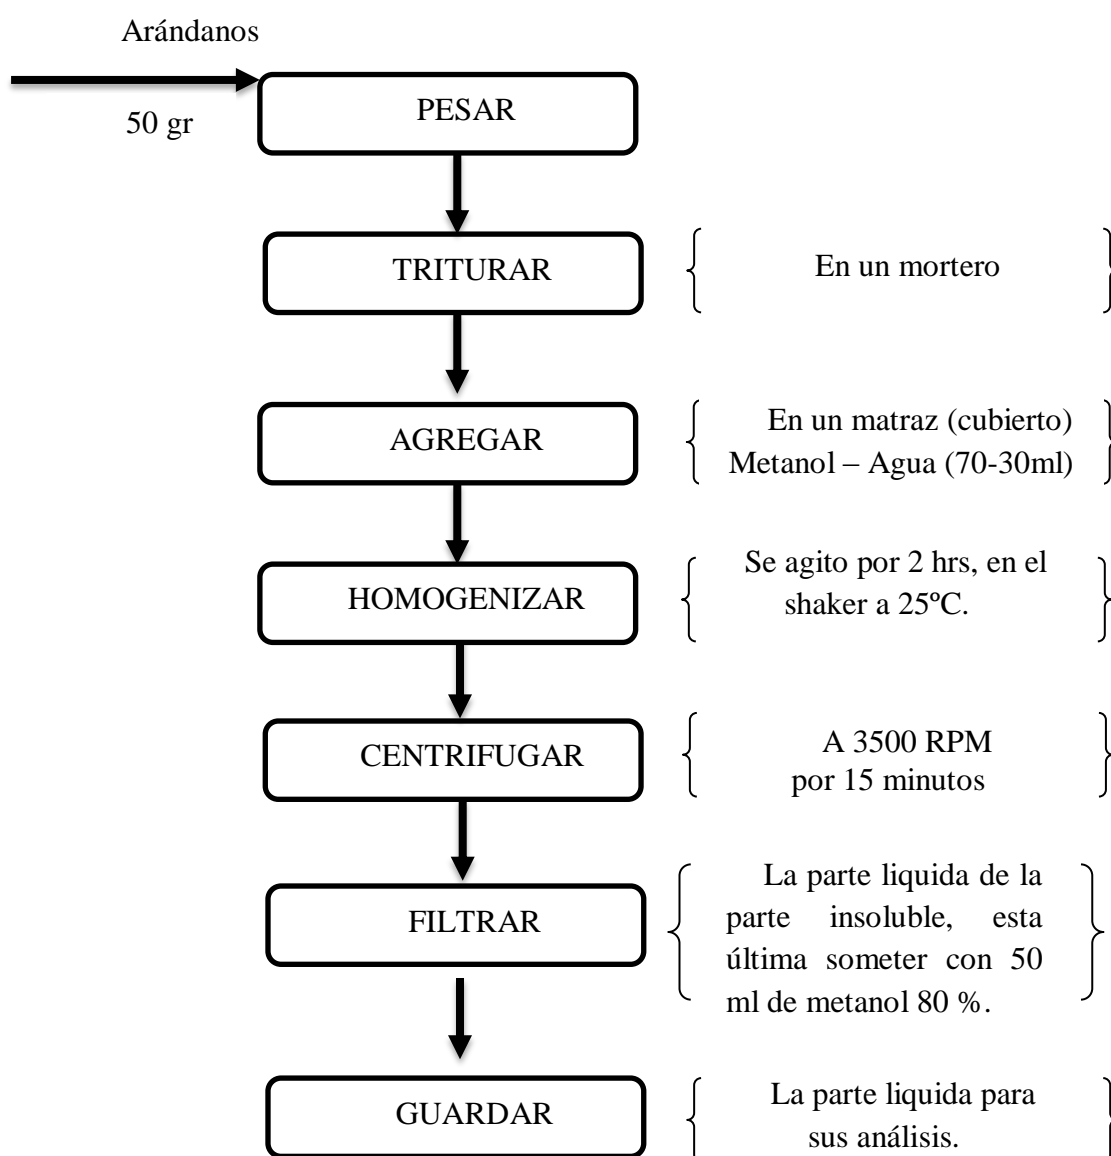 Arándanos
50 gr
PESAR
TRITURAR
En un mortero
AGREGAR
En un matraz (cubierto)
Metanol – Agua (70-30ml)
HOMOGENIZAR
Se agito por 2 hrs, en el
shaker a 25ºC.
CENTRIFUGAR
A 3500 RPM
por 15 minutos
FILTRAR
La parte liquida de la
parte insoluble, esta
última someter con 50
ml de metanol 80 %.
GUARDAR
La parte liquida para
sus análisis.